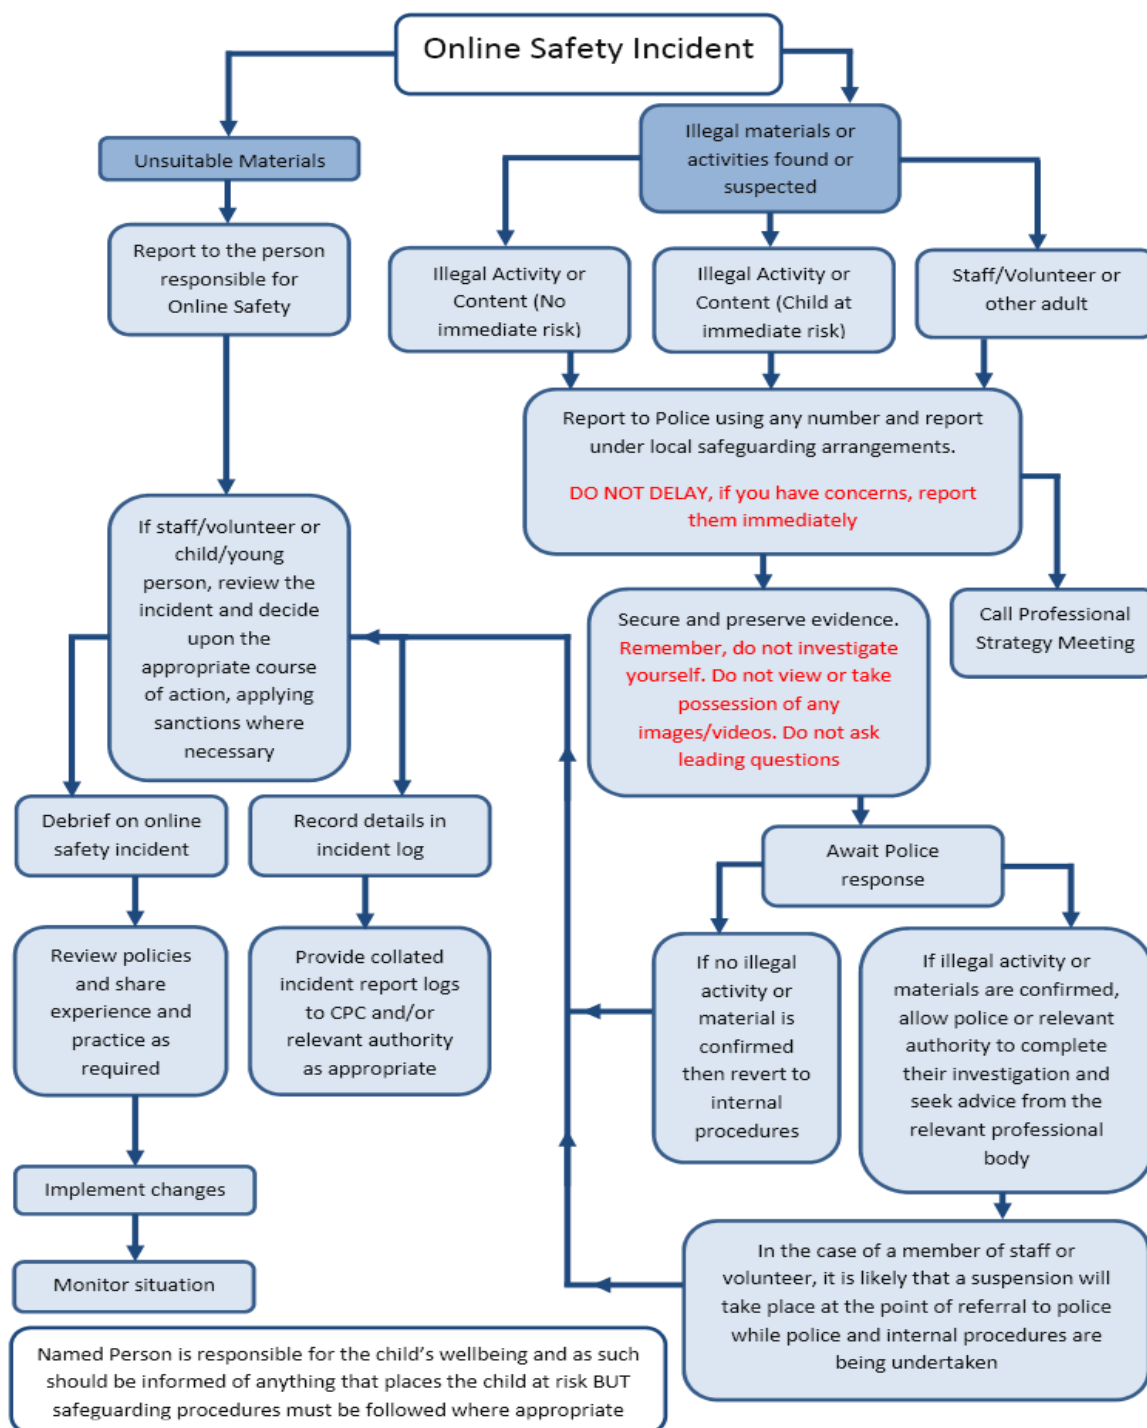 Online Safety Incident
Unsuitable Materials
Illegal materials or
activities found or
suspected
Report to the person
responsible for
Online Safety
Illegal Activity or
Content (No
immediate risk)
Illegal Activity or
Content (Child at
immediate risk)
Staff/Volunteer or
other adult
Report to Police using any number and report
under local safeguarding arrangements.
DO NOT DELAY, if you have concerns, report
them immediately
If staff/volunteer or
child/young
person, review the
incident and decide
upon the
appropriate course
of action, applying
sanctions where
necessary
Secure and preserve evidence.
Remember, do not investigate
yourself. Do not view or take
possession of any
images/videos. Do not ask
leading questions
Call Professional
Strategy Meeting
Debrief on online
safety incident
Record details in
incident log
Await Police
response
Review policies
and share
experience and
practice as
required
Provide collated
incident report logs
to CPC and/or
relevant authority
as appropriate
If no illegal
activity or
material is
confirmed
then revert to
internal
procedures
If illegal activity or
materials are confirmed,
allow police or relevant
authority to complete
their investigation and
seek advice from the
relevant professional
body
Implement changes
Monitor situation
In the case of a member of staff or
volunteer, it is likely that a suspension will
take place at the point of referral to police
while police and internal procedures are
being undertaken
Named Person is responsible for the child's wellbeing and as such
should be informed of anything that places the child at risk BUT
safeguarding procedures must be followed where appropriate